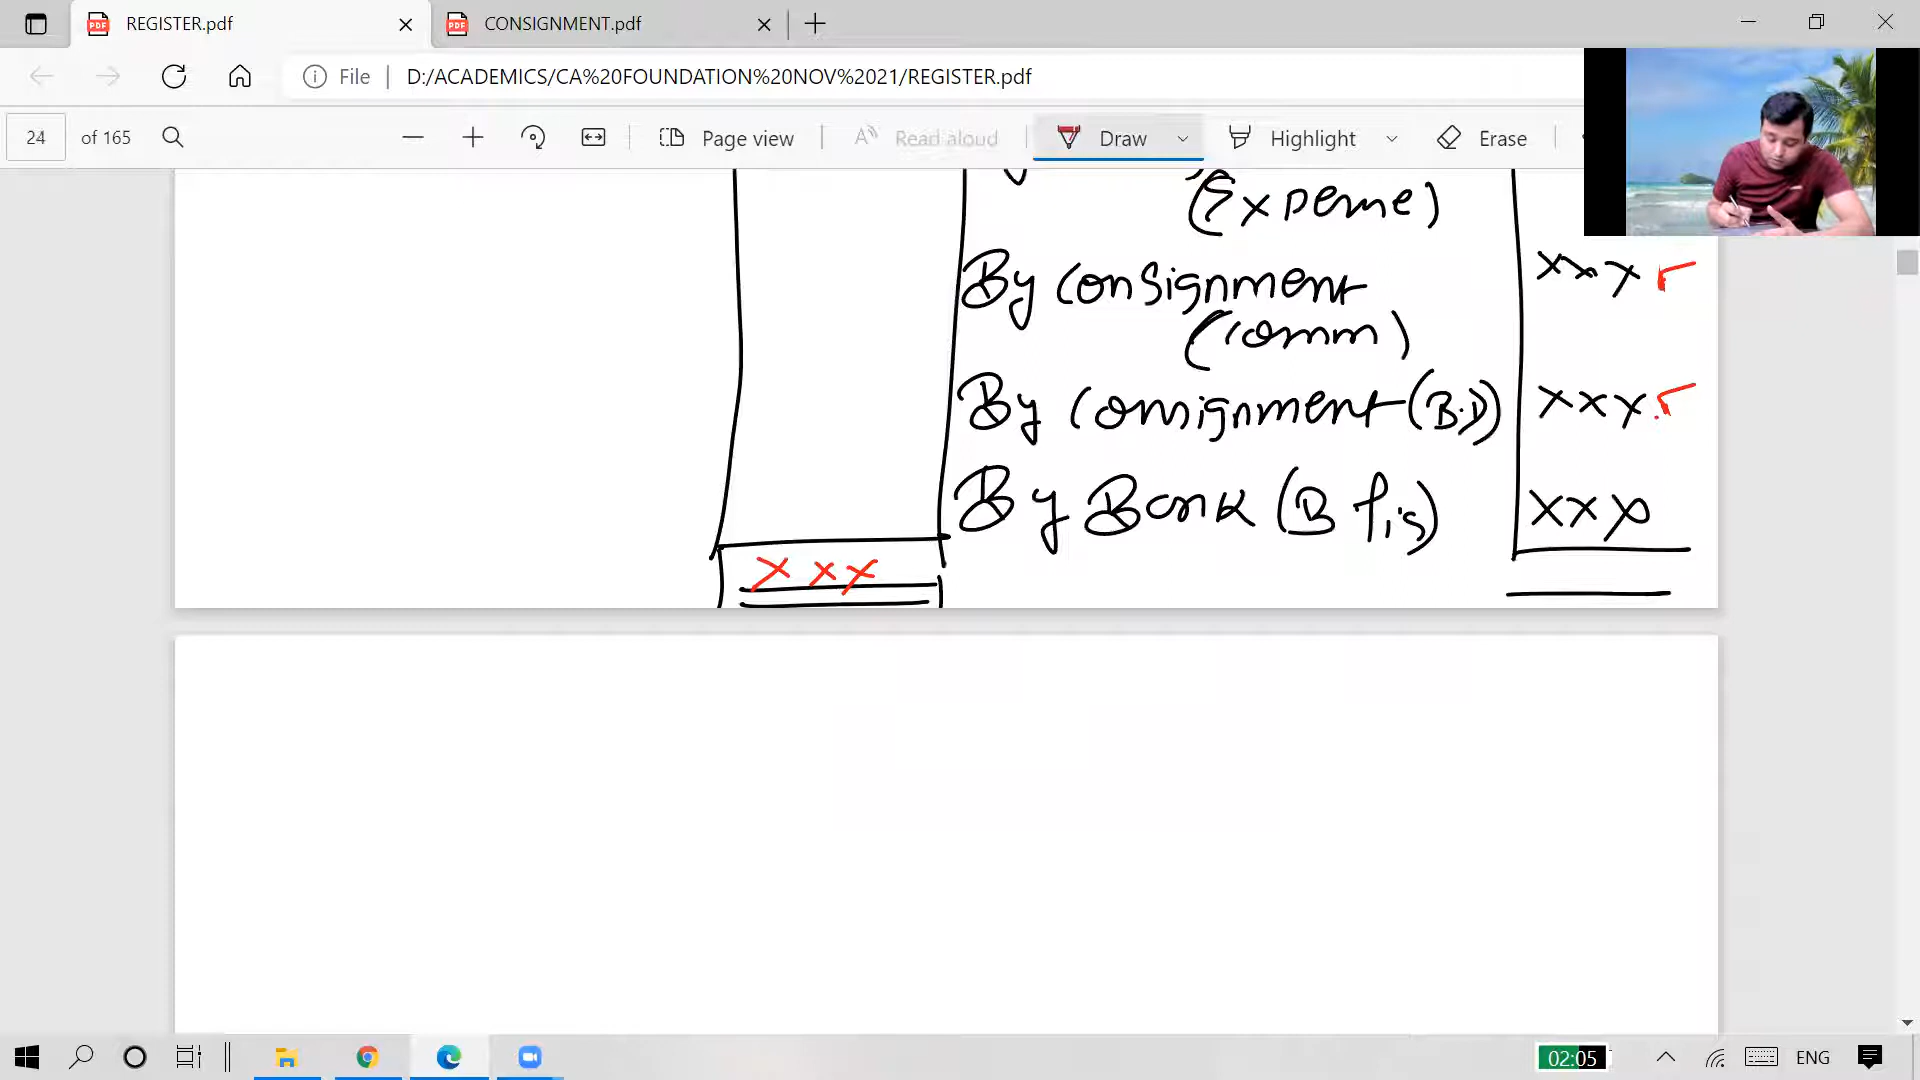 REGISTER.pdf
CONSIGNMENT.pdf
File
D:/ACADEMICS/CA%20FOUNDATION%20NOV%2021/REGISTER.pdf
24 of 165
Page view
Read aloud
Draw
Highlight
Erase
(Expense)
By Consignment xxx
(Comm)
By Consignment (B.D) xxx
By Bank (B fig) xxx
xxx
02:05
ENG